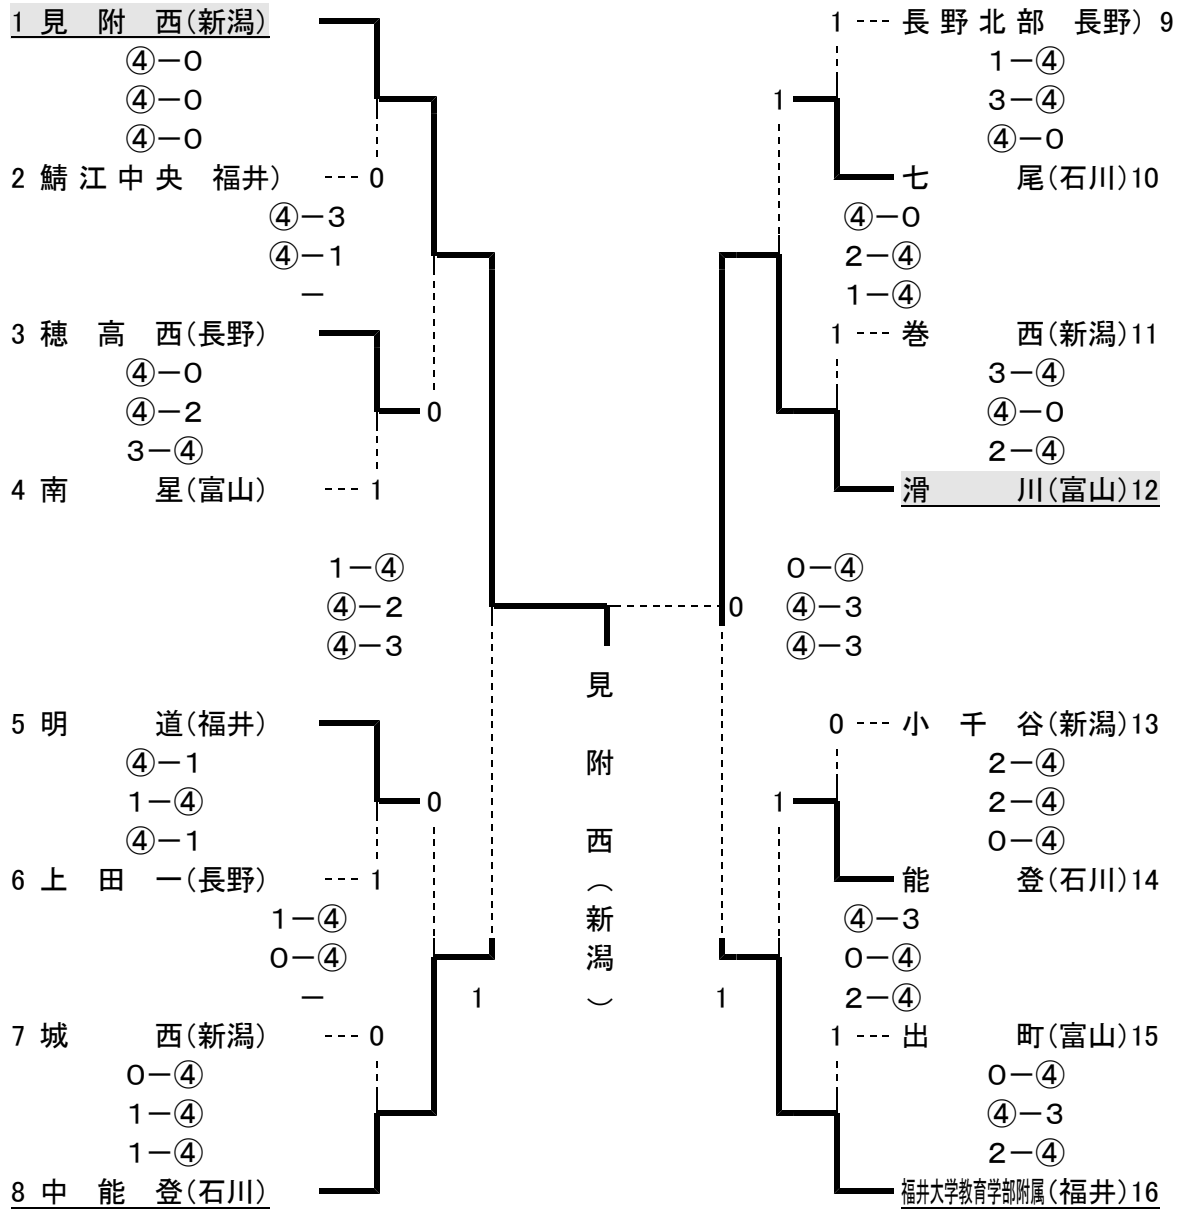 1 見 附 西(新潟)
④－0
④－0
④－0
2 鯖江中央 福井) 0
④－3
④－1
－
3 穂 高 西(長野)
④－0
④－2
3－④
0
4 南 星(富山) 1
1－④
④－2
④－3
5 明 道(福井)
④－1
1－④
④－1
0
6 上 田 一(長野) 1
1－④
0－④
－
1
7 城 西(新潟) 0
0－④
1－④
1－④
8 中 能 登(石川)
見附西(新潟)
1 長野北部 長野) 9
1－④
3－④
④－0
1
七 尾(石川)10
④－0
2－④
1－④
1 巻 西(新潟)11
3－④
④－0
2－④
滑 川(富山)12
0－④
④－3
④－3
0
0 小 千 谷(新潟)13
2－④
2－④
0－④
1
能 登(石川)14
④－3
0－④
2－④
1
1 出 町(富山)15
0－④
④－3
2－④
福井大学教育学部附属(福井)16